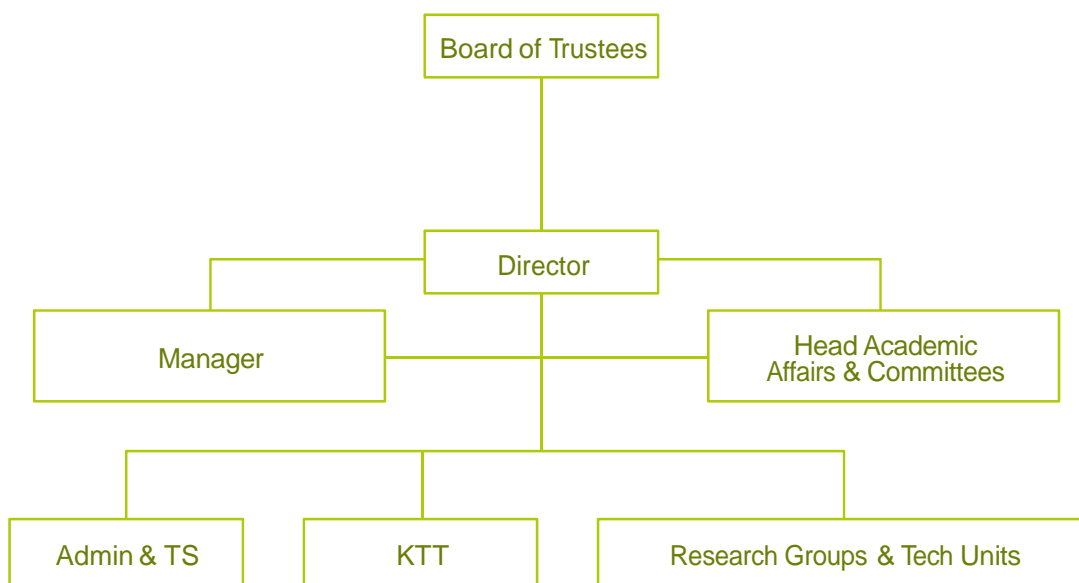 Board of Trustees
Director
Manager
Head Academic
Affairs & Committees
Admin & TS
KTT
Research Groups & Tech Units